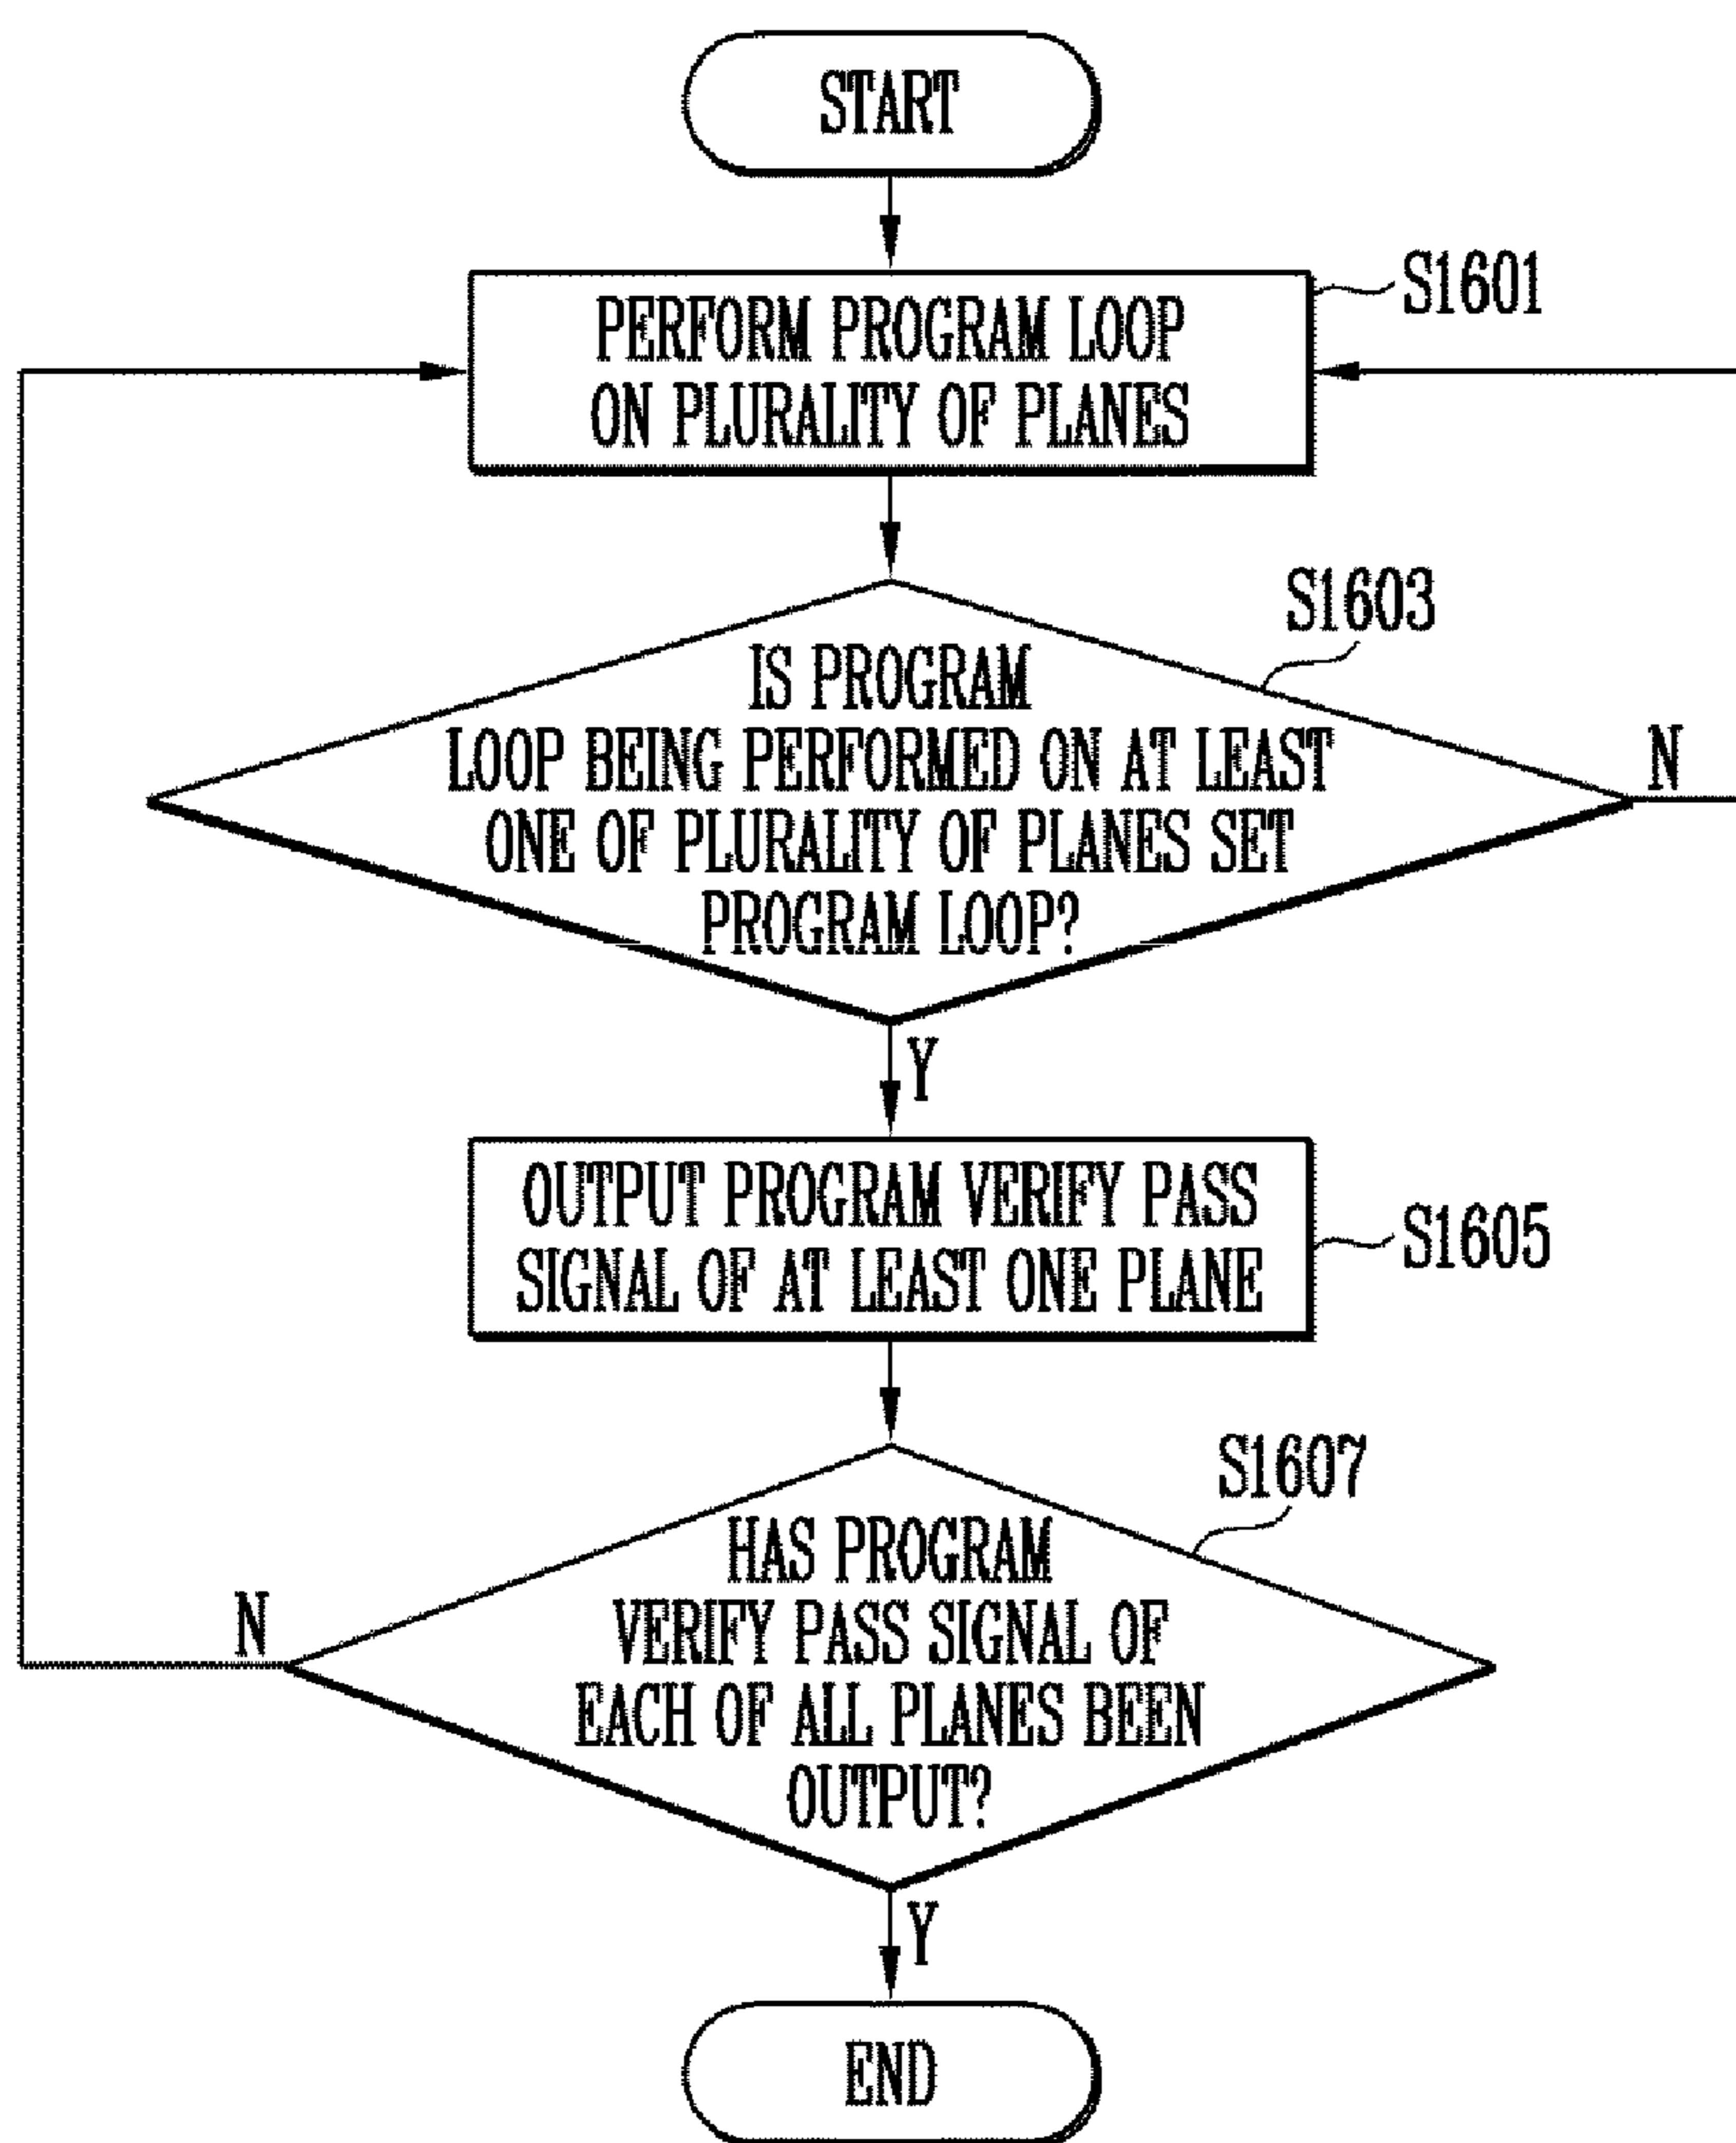 START
PERFORM PROGRAM LOOP
ON PLURALITY OF PLANES
S1601
S1603
IS PROGRAM
LOOP BEING PERFORMED ON AT LEAST
ONE OF PLURALITY OF PLANES SET
PROGRAM LOOP?
N
Y
OUTPUT PROGRAM VERIFY PASS
SIGNAL OF AT LEAST ONE PLANE
S1605
S1607
HAS PROGRAM
VERIFY PASS SIGNAL OF
EACH OF ALL PLANES BEEN
OUTPUT?
N
Y
END